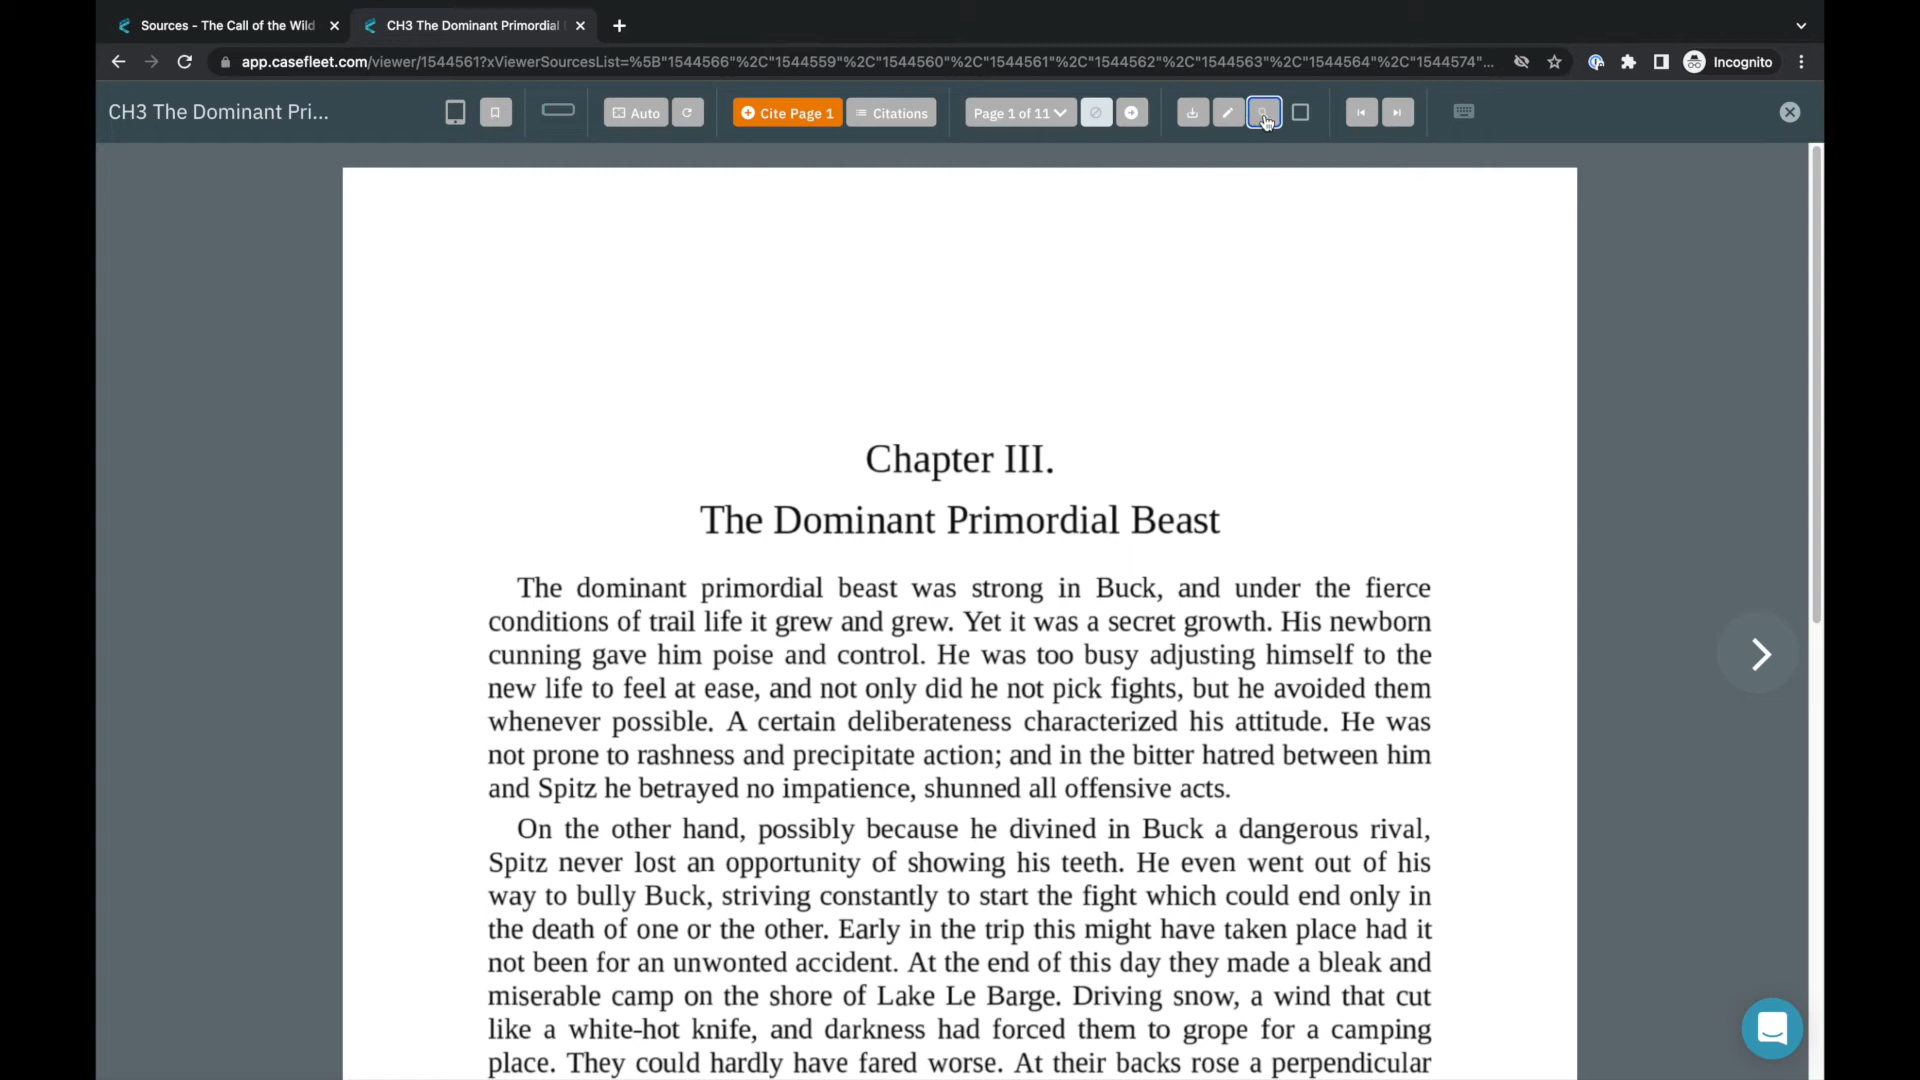 Sources - The Call of the Wild
CH3 The Dominant Primordial
app.casefleet.com/viewer/1544561?xViewerSourcesList=%5B"1544566"%2C"1544559"%2C"1544560"%2C"1544561"%2C"1544562"%2C"1544563"%2C"1544564"%2C"1544574"...
Incognito
CH3 The Dominant Pri...
Auto
Cite Page 1
Citations
Page 1 of 11
Chapter III.
The Dominant Primordial Beast
The dominant primordial beast was strong in Buck, and under the fierce
conditions of trail life it grew and grew. Yet it was a secret growth. His newborn
cunning gave him poise and control. He was too busy adjusting himself to the
new life to feel at ease, and not only did he not pick fights, but he avoided them
whenever possible. A certain deliberateness characterized his attitude. He was
not prone to rashness and precipitate action; and in the bitter hatred between him
and Spitz he betrayed no impatience, shunned all offensive acts.
On the other hand, possibly because he divined in Buck a dangerous rival,
Spitz never lost an opportunity of showing his teeth. He even went out of his
way to bully Buck, striving constantly to start the fight which could end only in
the death of one or the other. Early in the trip this might have taken place had it
not been for an unwonted accident. At the end of this day they made a bleak and
miserable camp on the shore of Lake Le Barge. Driving snow, a wind that cut
like a white-hot knife, and darkness had forced them to grope for a camping
place. They could hardly have fared worse. At their backs rose a perpendicular